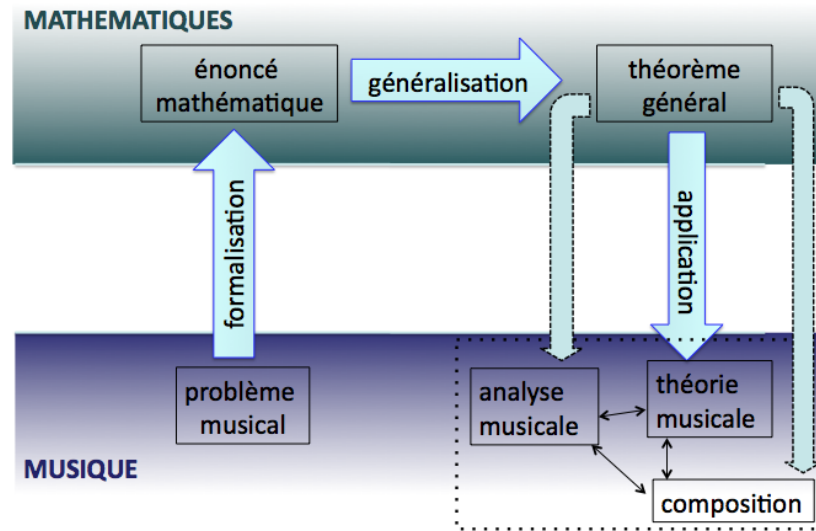 MATHEMATIQUES
énoncé
mathématique
généralisation
théorème
général
formalisation
application
problème
musical
analyse
musicale
théorie
musicale
MUSIQUE
composition